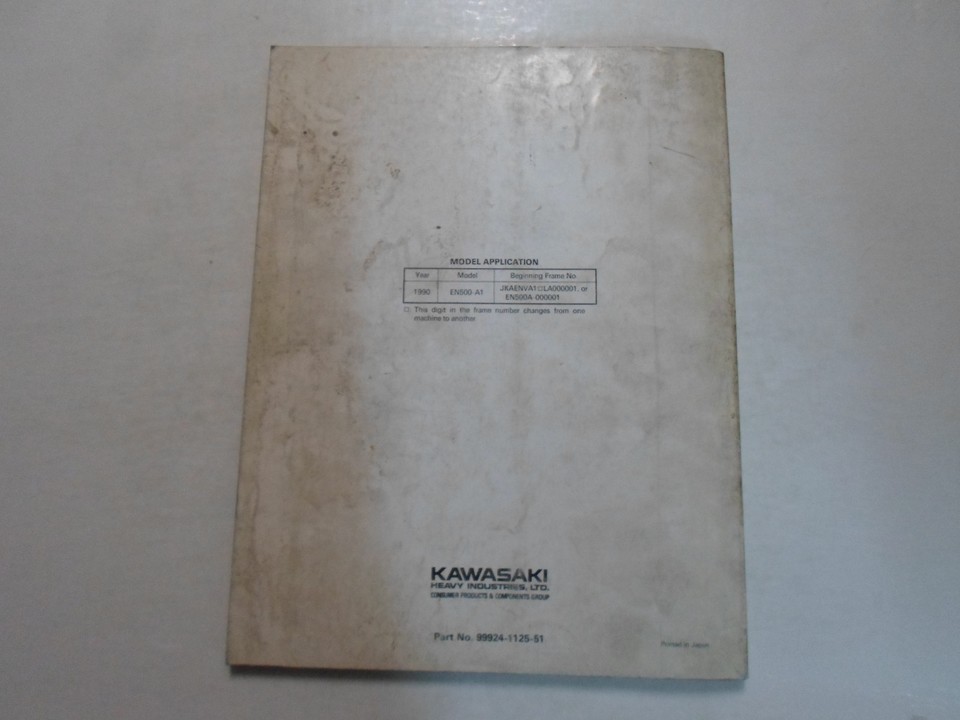 MODEL APPLICATION
Year Model Beginning Frame No.
1990 EN500-A1 JKAENVA1□LA000001, or
EN500A-000001
□ This digit in the frame number changes from one
machine to another.
KAWASAKI
HEAVY INDUSTRIES, LTD.
CONSUMER PRODUCTS & COMPONENTS GROUP
Part No. 99924-1125-51
Printed in Japan